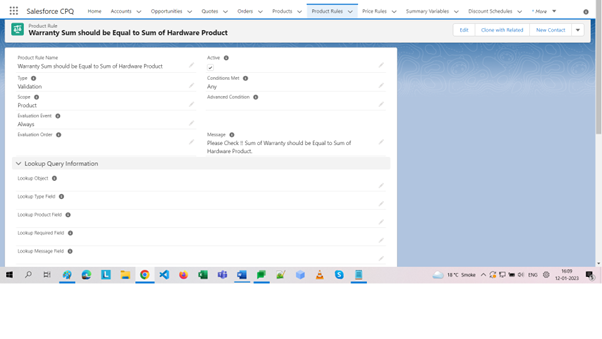 Salesforce CPQ
Home Accounts Opportunities Quotes Orders Products Product Rules Price Rules Summary Variables Discount Schedules * More
Product Rule
Warranty Sum should be Equal to Sum of Hardware Product
Edit Clone with Related New Contact
Product Rule Name
Warranty Sum should be Equal to Sum of Hardware Product
Active
Type
Validation
Conditions Met
Any
Scope
Product
Advanced Condition
Evaluation Event
Always
Evaluation Order
Message
Please Check !! Sum of Warranty should be Equal to Sum of
Hardware Product.
Lookup Query Information
Lookup Object
Lookup Type Field
Lookup Product Field
Lookup Required Field
Lookup Message Field
18°C Smoke
ENG
16:09
12-01-2023